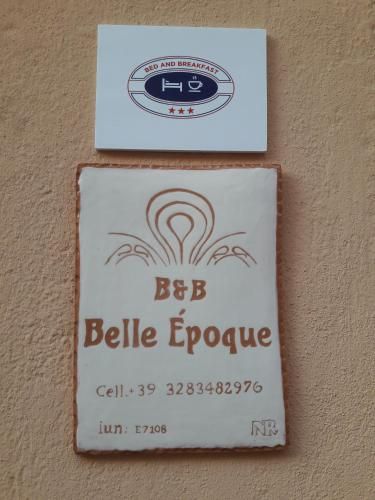 BED AND BREAKFAST
B&B
Belle Époque
Cell.+39 3283482976
iun: E7108
NR